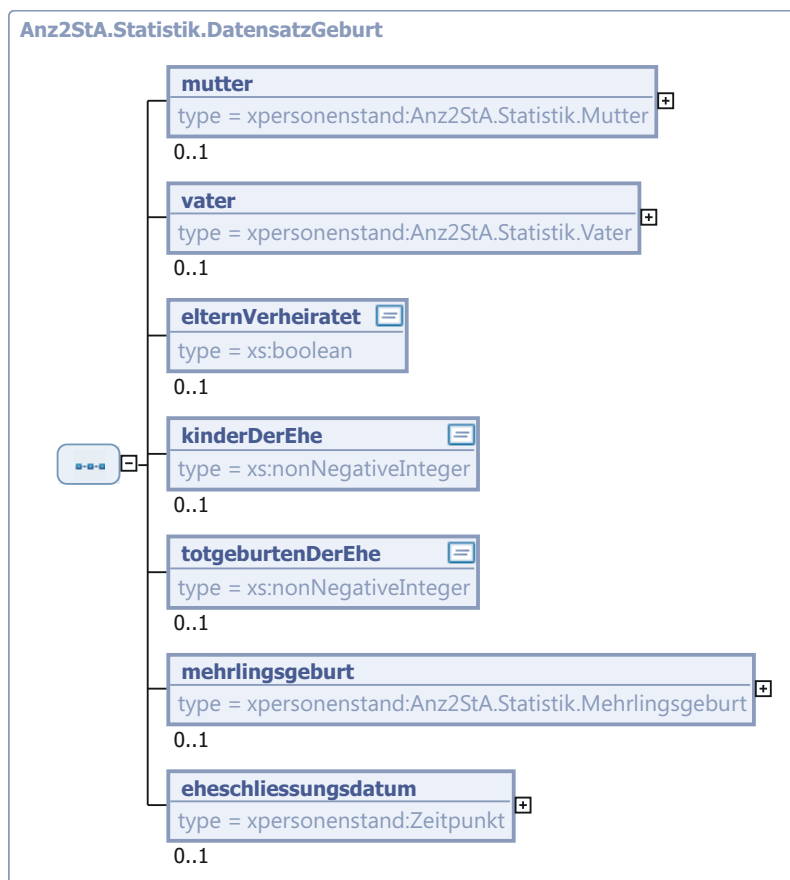 Anz2StA.Statistik.DatensatzGeburt
mutter
type = xpersonenstand:Anz2StA.Statistik.Mutter
0..1
vater
type = xpersonenstand:Anz2StA.Statistik.Vater
0..1
elternVerheiratet
type = xs:boolean
0..1
kinderDerEhe
type = xs:nonNegativeInteger
0..1
totgeburtenDerEhe
type = xs:nonNegativeInteger
0..1
mehrlingsgeburt
type = xpersonenstand:Anz2StA.Statistik.Mehrlingsgeburt
0..1
eheschliessungsdatum
type = xpersonenstand:Zeitpunkt
0..1